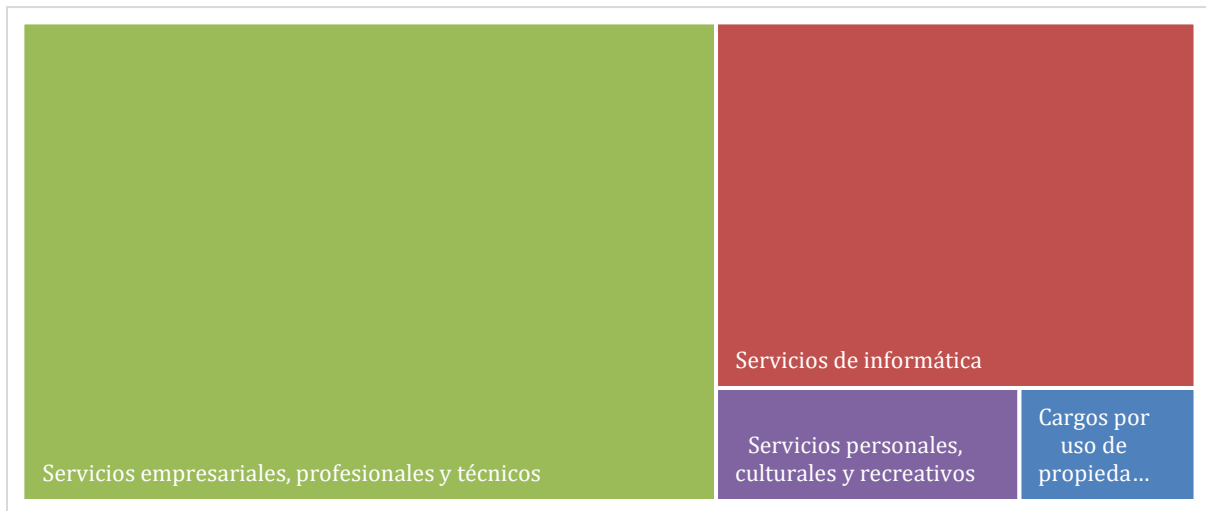 Servicios empresariales, profesionales y técnicos
Servicios de informática
Servicios personales,
culturales y recreativos
Cargos por
uso de
propieda…